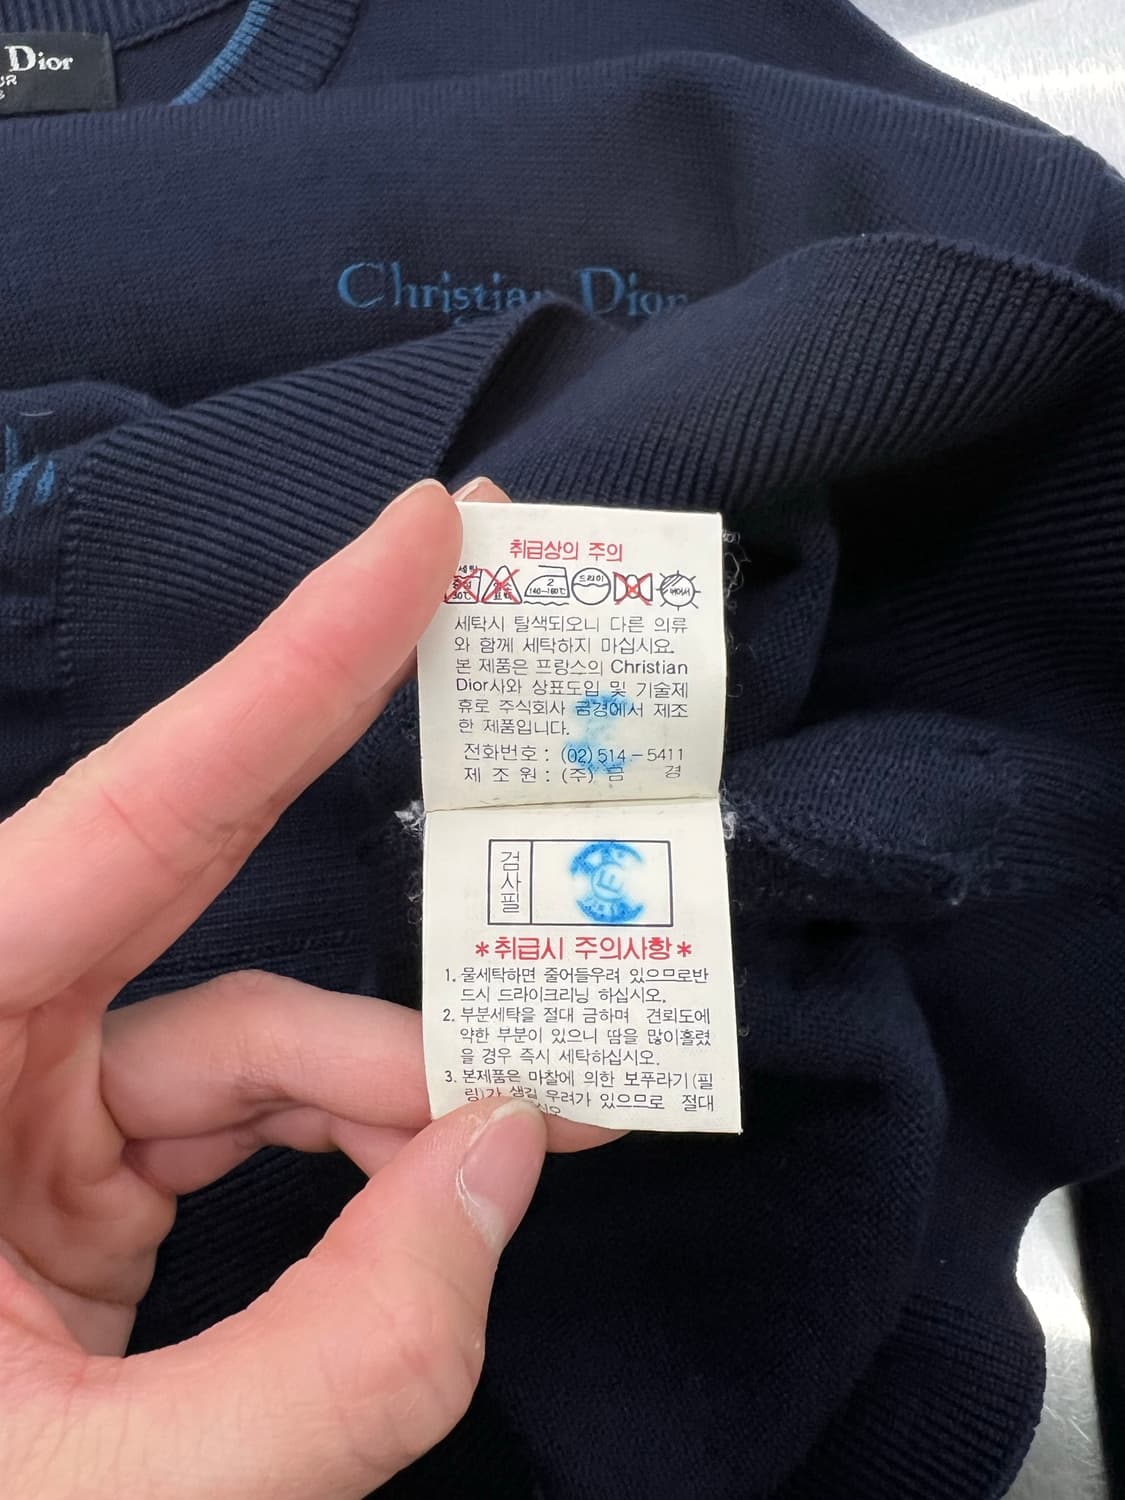 Dior
Christian Dior
취급상의 주의
30℃
2
140-160℃
드라이
세탁시 탈색되오니 다른 의류
와 함께 세탁하지 마십시요.
본 제품은 프랑스의 Christian
Dior사와 상표도입 및 기술제
휴로 주식회사 금경에서 제조
한 제품입니다.
전화번호 : (02) 514-5411
제 조 원 : (주) 금 경
검사필
*취급시 주의사항*
1. 물세탁하면 줄어들우려 있으므로반
드시 드라이크리닝 하십시오.
2. 부분세탁을 절대 금하며 견뢰도에
약한 부분이 있으니 땀을 많이흘렸
을 경우 즉시 세탁하십시오.
3. 본제품은 마찰에 의한 보푸라기(필
링)가 생길 우려가 있으므로 절대